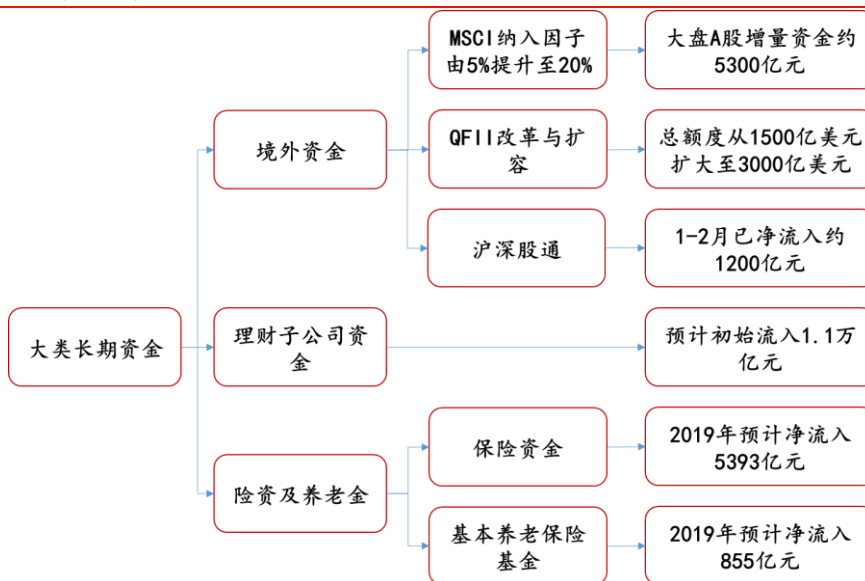 MSCI纳入因子
由5%提升至20%
大盘A股增量资金约
5300亿元
境外资金
QFII改革与扩
容
总额度从1500亿美元
扩大至3000亿美元
沪深股通
1-2月已净流入约
1200亿元
大类长期资金
理财子公司资
金
预计初始流入1.1万
亿元
险资及养老金
保险资金
2019年预计净流入
5393亿元
基本养老保险
基金
2019年预计净流入
855亿元